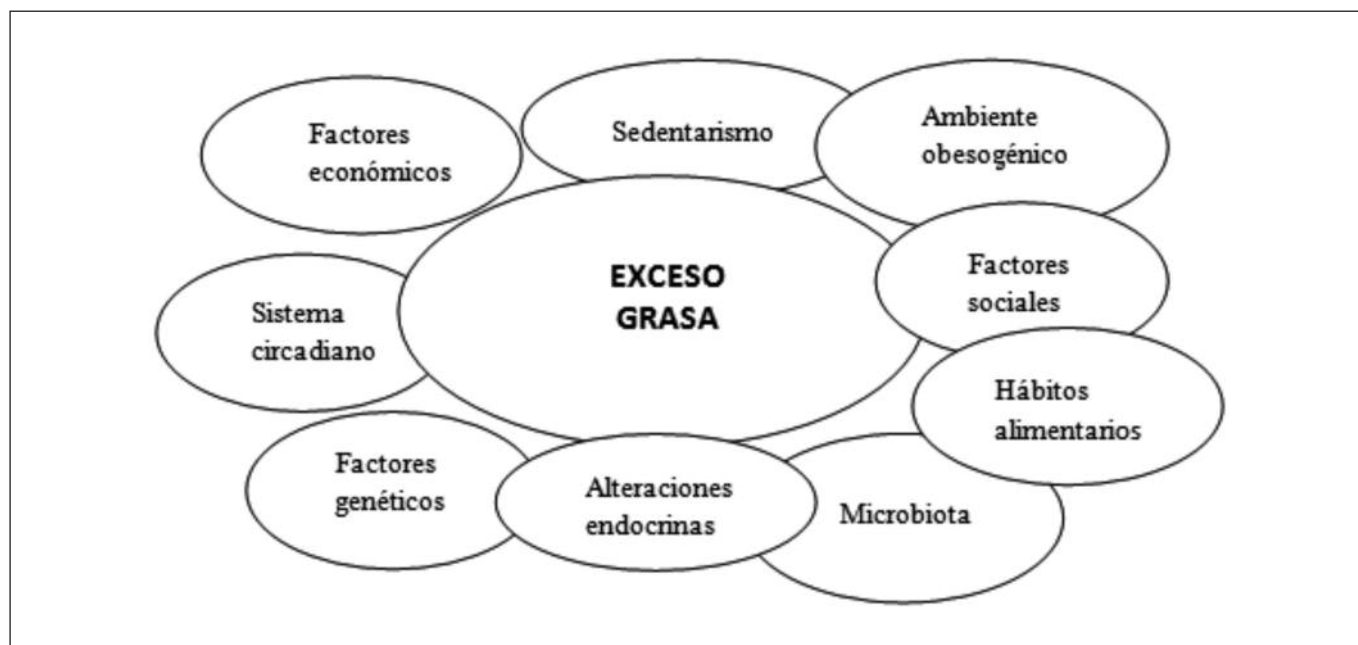 Factores
económicos
Sedentarismo
Ambiente
obesogénico
EXCESO
GRASA
Factores
sociales
Sistema
circadiano
Hábitos
alimentarios
Factores
genéticos
Alteraciones
endocrinas
Microbiota